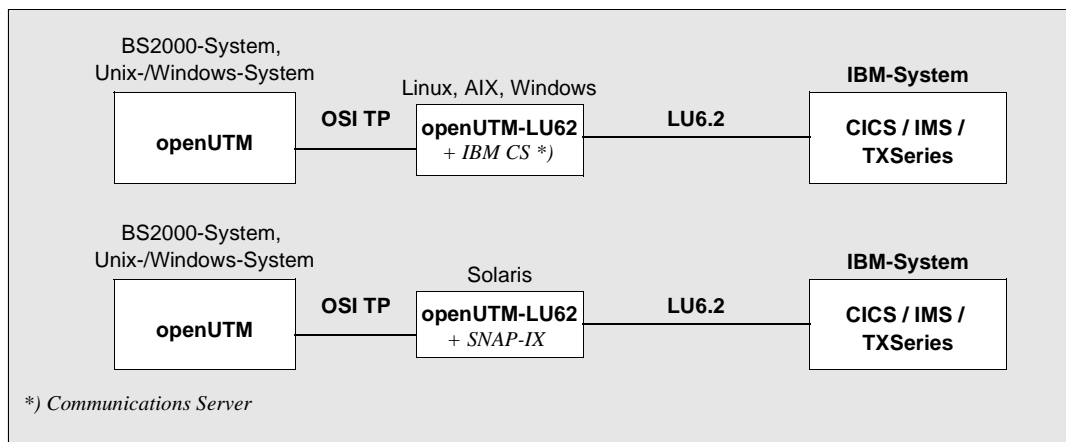 BS2000-System,
Unix-/Windows-System
openUTM
OSI TP
Linux, AIX, Windows
openUTM-LU62
+ IBM CS *)
LU6.2
IBM-System
CICS / IMS /
TXSeries
BS2000-System,
Unix-/Windows-System
openUTM
OSI TP
Solaris
openUTM-LU62
+ SNAP-IX
LU6.2
IBM-System
CICS / IMS /
TXSeries
*) Communications Server